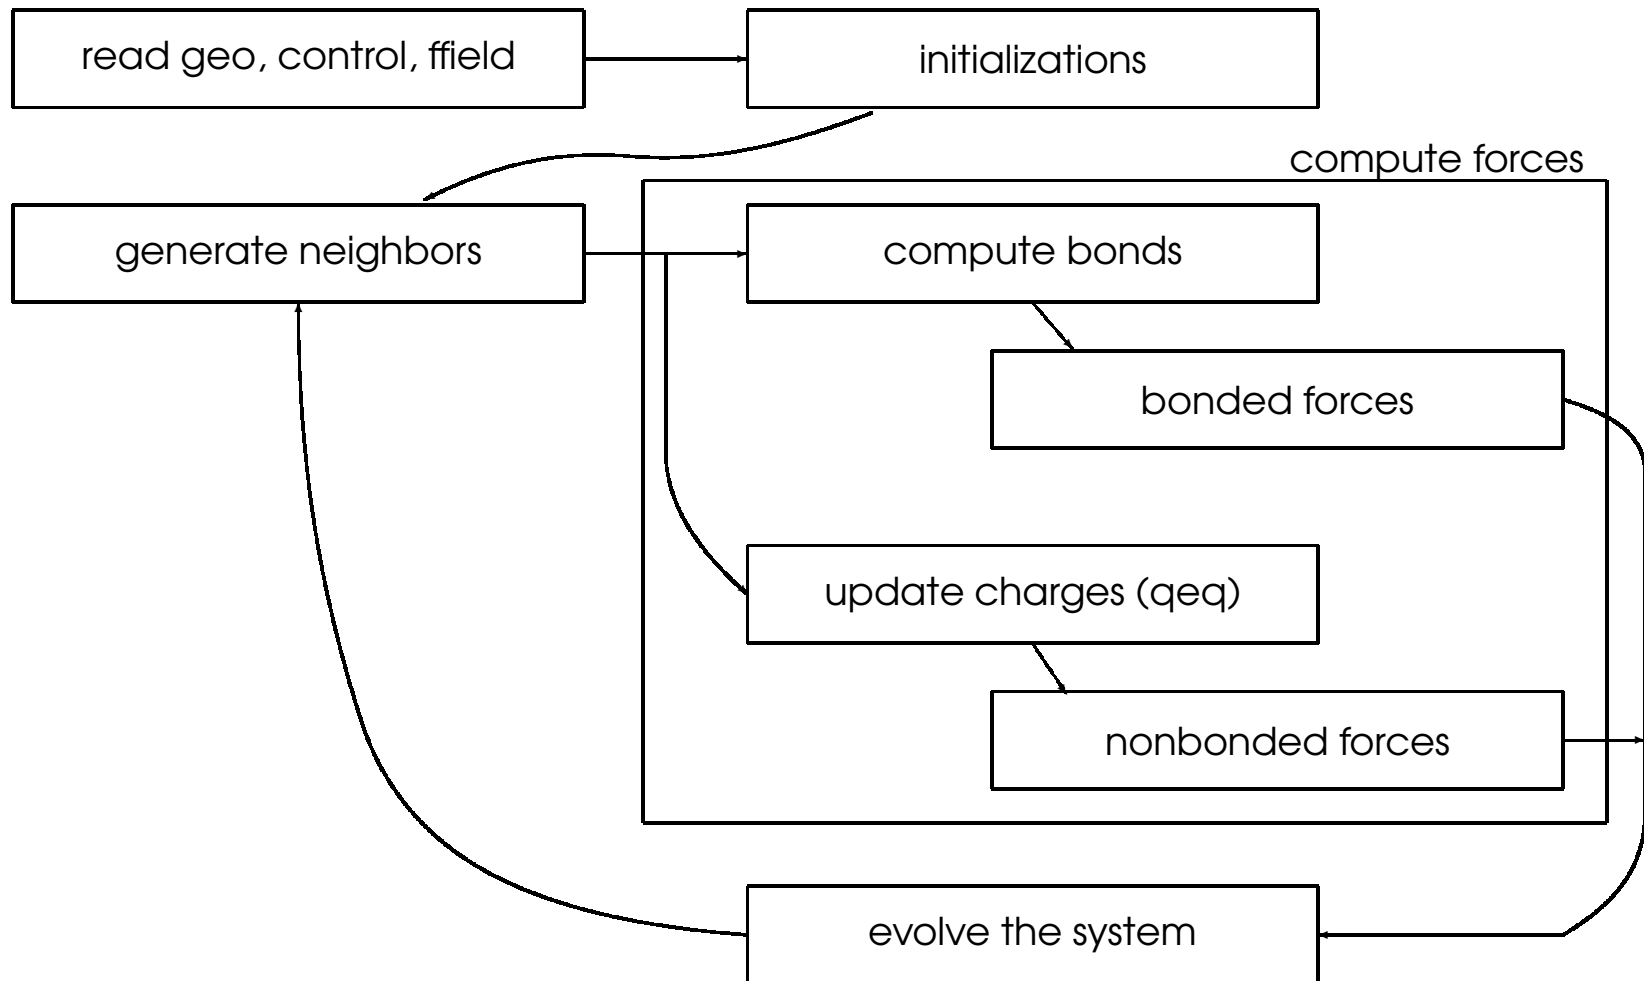 read geo, control, ffield
initializations
compute forces
generate neighbors
compute bonds
bonded forces
update charges (qeq)
nonbonded forces
evolve the system